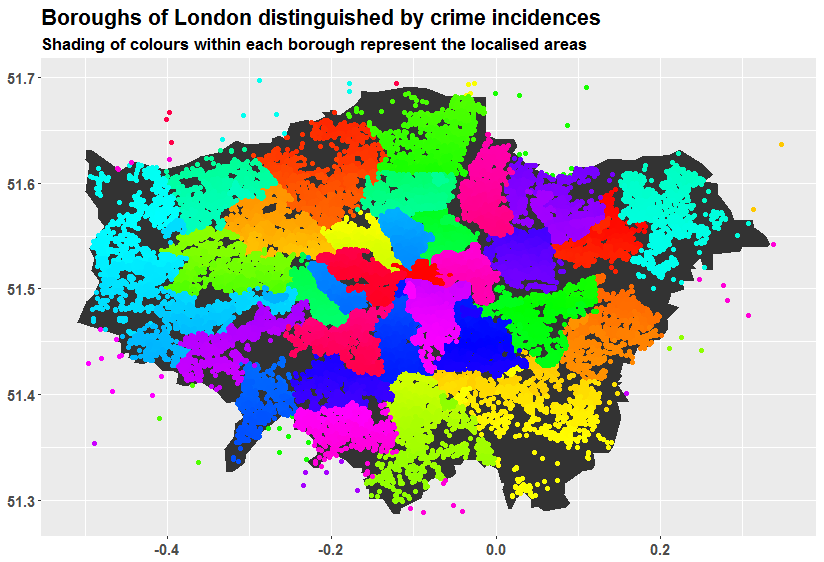 Boroughs of London distinguished by crime incidences
Shading of colours within each borough represent the localised areas
51.7
51.6
51.5
51.4
51.3
-0.4 -0.2 0.0 0.2